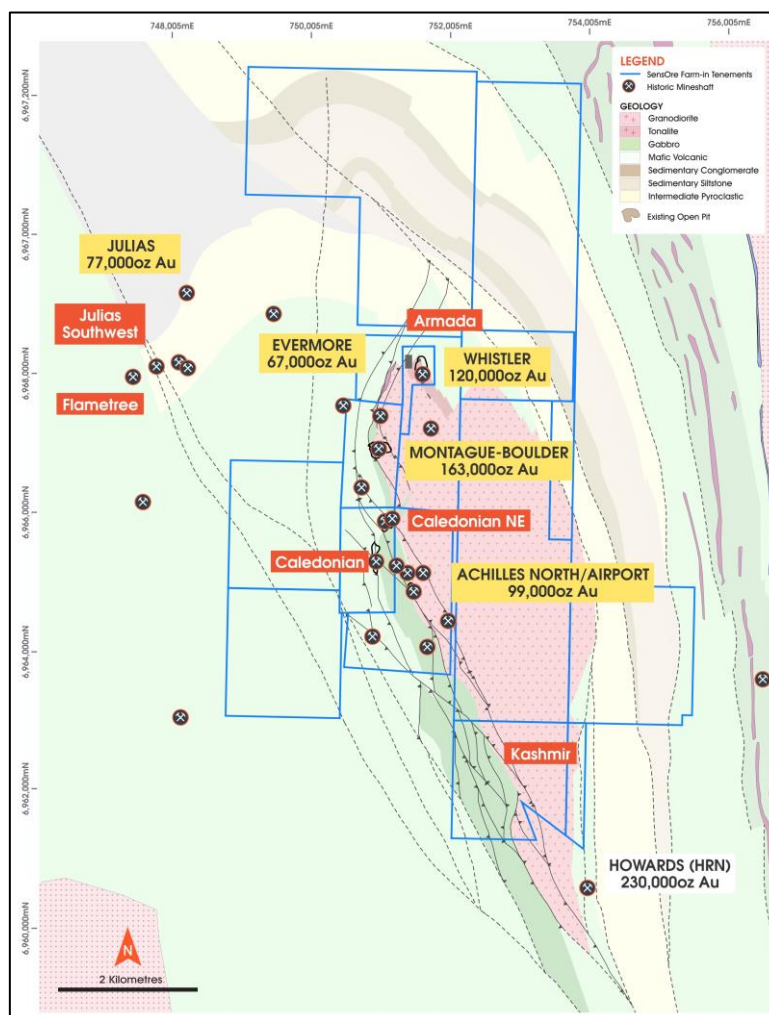 748,005mE
750,005mE
752,005mE
754,005mE
756,005mE
6,967,200mN
6,967,000mN
6,968,000mN
6,966,000mN
6,964,000mN
6,962,000mN
6,960,000mN
LEGEND
SensOre Farm-in Tenements
Historic Mineshaft
GEOLOGY
Granodiorite
Tonalite
Gabbro
Mafic Volcanic
Sedimentary Conglomerate
Sedimentary Siltstone
Intermediate Pyroclastic
Existing Open Pit
JULIAS
77,000oz Au
Julias
Southwest
Flametree
Armada
EVERMORE
67,000oz Au
WHISTLER
120,000oz Au
MONTAGUE-BOULDER
163,000oz Au
Caledonian NE
Caledonian
ACHILLES NORTH/AIRPORT
99,000oz Au
Kashmir
HOWARDS (HRN)
230,000oz Au
N
2 Kilometres